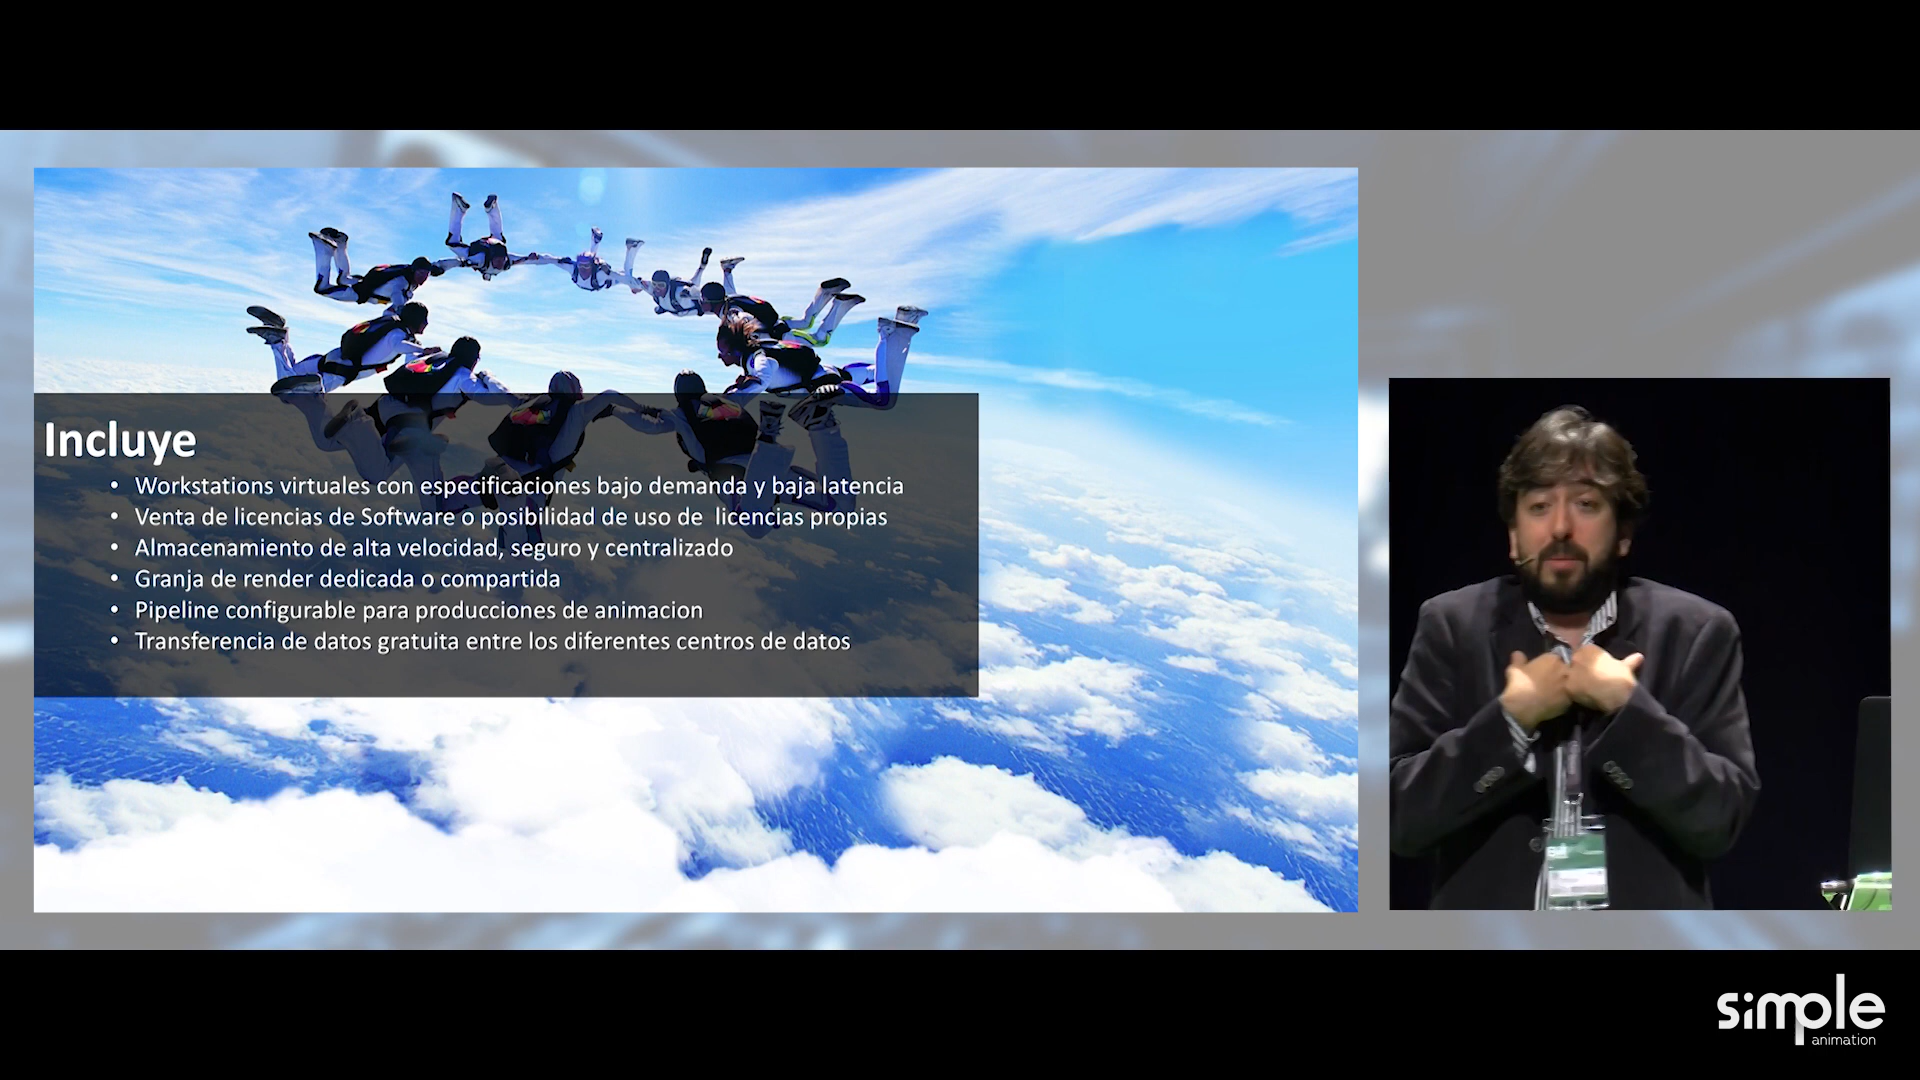 Incluye
• Workstations virtuales con especificaciones bajo demanda y baja latencia
• Venta de licencias de Software o posibilidad de uso de licencias propias
• Almacenamiento de alta velocidad, seguro y centralizado
• Granja de render dedicada o compartida
• Pipeline configurable para producciones de animacion
• Transferencia de datos gratuita entre los diferentes centros de datos
simple
animation